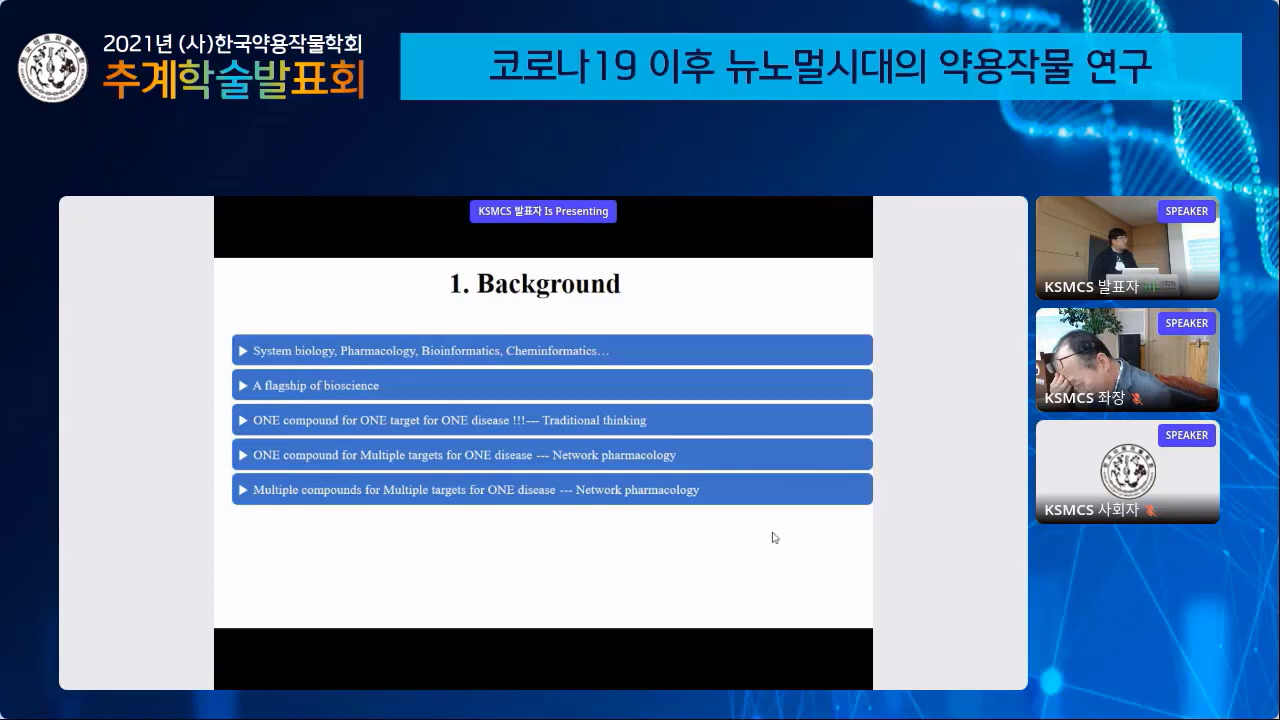 2021년 (사)한국약용작물학회
추계학술발표회
코로나19 이후 뉴노멀시대의 약용작물 연구
KSMCS 발표자 Is Presenting
1. Background
System biology, Pharmacology, Bioinformatics, Cheminformatics…
A flagship of bioscience
ONE compound for ONE target for ONE disease !!!--- Traditional thinking
ONE compound for Multiple targets for ONE disease --- Network pharmacology
Multiple compounds for Multiple targets for ONE disease --- Network pharmacology
SPEAKER
KSMCS 발표자
SPEAKER
KSMCS 좌장
SPEAKER
KSMCS 사회자